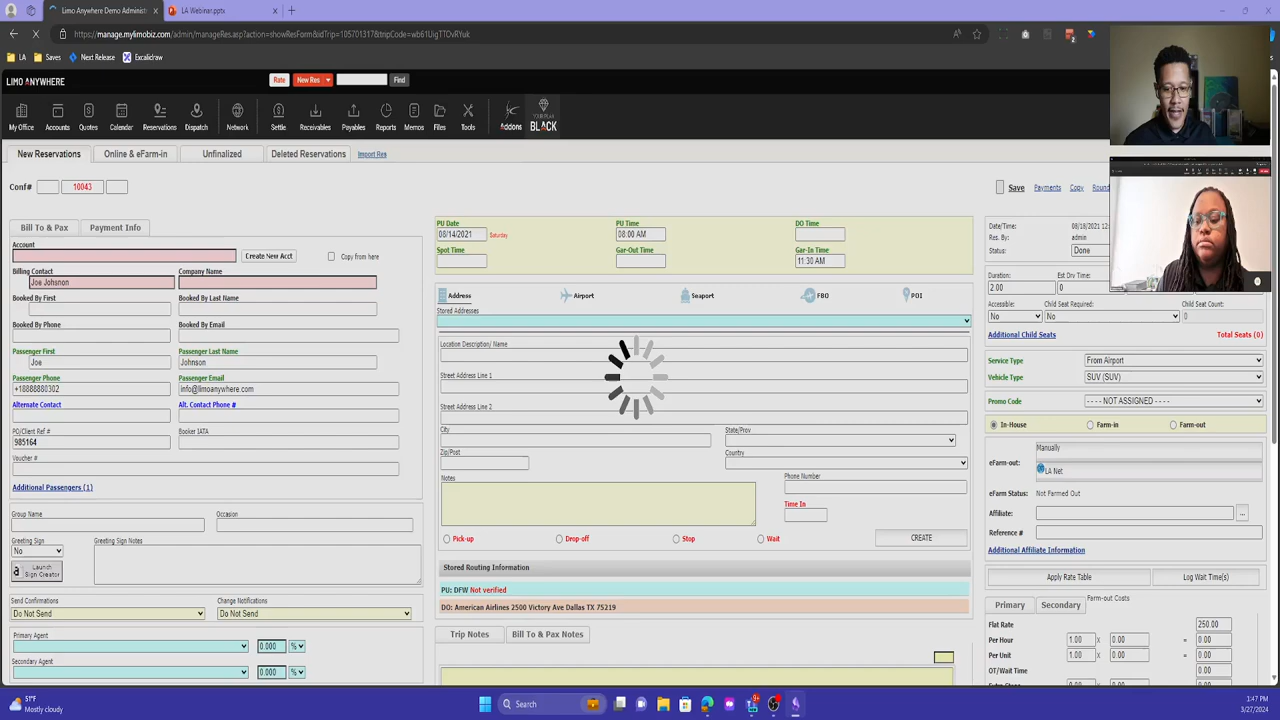 Limo Anywhere Demo Administ
LA Webinar.pptx
https://manage.mylimobiz.com/admin/manageRes.asp?action=showResForm&idTrip=105701317&tripCode=wb61UigTTOvRYuk
LA
Saves
Next Release
Excalidraw
LIMO ANYWHERE
Rate
New Res
Find
My Office
Accounts
Quotes
Calendar
Reservations
Dispatch
Network
Settle
Receivables
Payables
Reports
Memos
Files
Tools
Addons
BLACK
New Reservations
Online & eFarm-in
Unfinalized
Deleted Reservations
Import Res
Conf#
10043
Save
Payments
Copy
Round
Bill To & Pax
Payment Info
Account
Create New Acct
Copy from here
Billing Contact
Company Name
Joe Johsnon
Booked By First
Booked By Last Name
Booked By Phone
Booked By Email
Passenger First
Passenger Last Name
Joe
Johnson
Passenger Phone
Passenger Email
+18888880302
info@limoanywhere.com
Alternate Contact
Alt. Contact Phone #
PO/Client Ref #
Booker IATA
985164
Voucher #
Additional Passengers (1)
Group Name
Occasion
Greeting Sign
Greeting Sign Notes
No
a
Launch
Sign Creator
Send Confirmations
Change Notifications
Do Not Send
Do Not Send
Primary Agent
0.000
%
Secondary Agent
0.000
%
PU Date
PU Time
DO Time
08/14/2021
Saturday
08:00 AM
Spot Time
Gar-Out Time
Gar-In Time
11:30 AM
Address
Airport
Seaport
FBO
POI
Stored Addresses
Location Description/ Name
Street Address Line 1
Street Address Line 2
City
State/Prov
Zip/Post
Country
Notes
Phone Number
Time In
Pick-up
Drop-off
Stop
Wait
CREATE
Stored Routing Information
PU: DFW Not verified
DO: American Airlines 2500 Victory Ave Dallas TX 75219
Trip Notes
Bill To & Pax Notes
Date/Time:
08/18/2021 12
Res. By:
admin
Status:
Done
Duration:
Est Drv Time:
2.00
0
Accessible:
Child Seat Required:
Child Seat Count:
No
No
0
Additional Child Seats
Total Seats (0)
Service Type
From Airport
Vehicle Type
SUV (SUV)
Promo Code
- - - - NOT ASSIGNED - - - -
In-House
Farm-in
Farm-out
eFarm-out:
Manually
LA Net
eFarm Status:
Not Farmed Out
Affiliate:
...
Reference #
Additional Affiliate Information
Apply Rate Table
Log Wait Time(s)
Primary
Secondary
Farm-out Costs
Flat Rate
250.00
Per Hour
1.00 X 0.00 = 0.00
Per Unit
1.00 X 0.00 = 0.00
OT/Wait Time
0.00
51°F
Mostly cloudy
Search
1:47 PM
3/27/2024